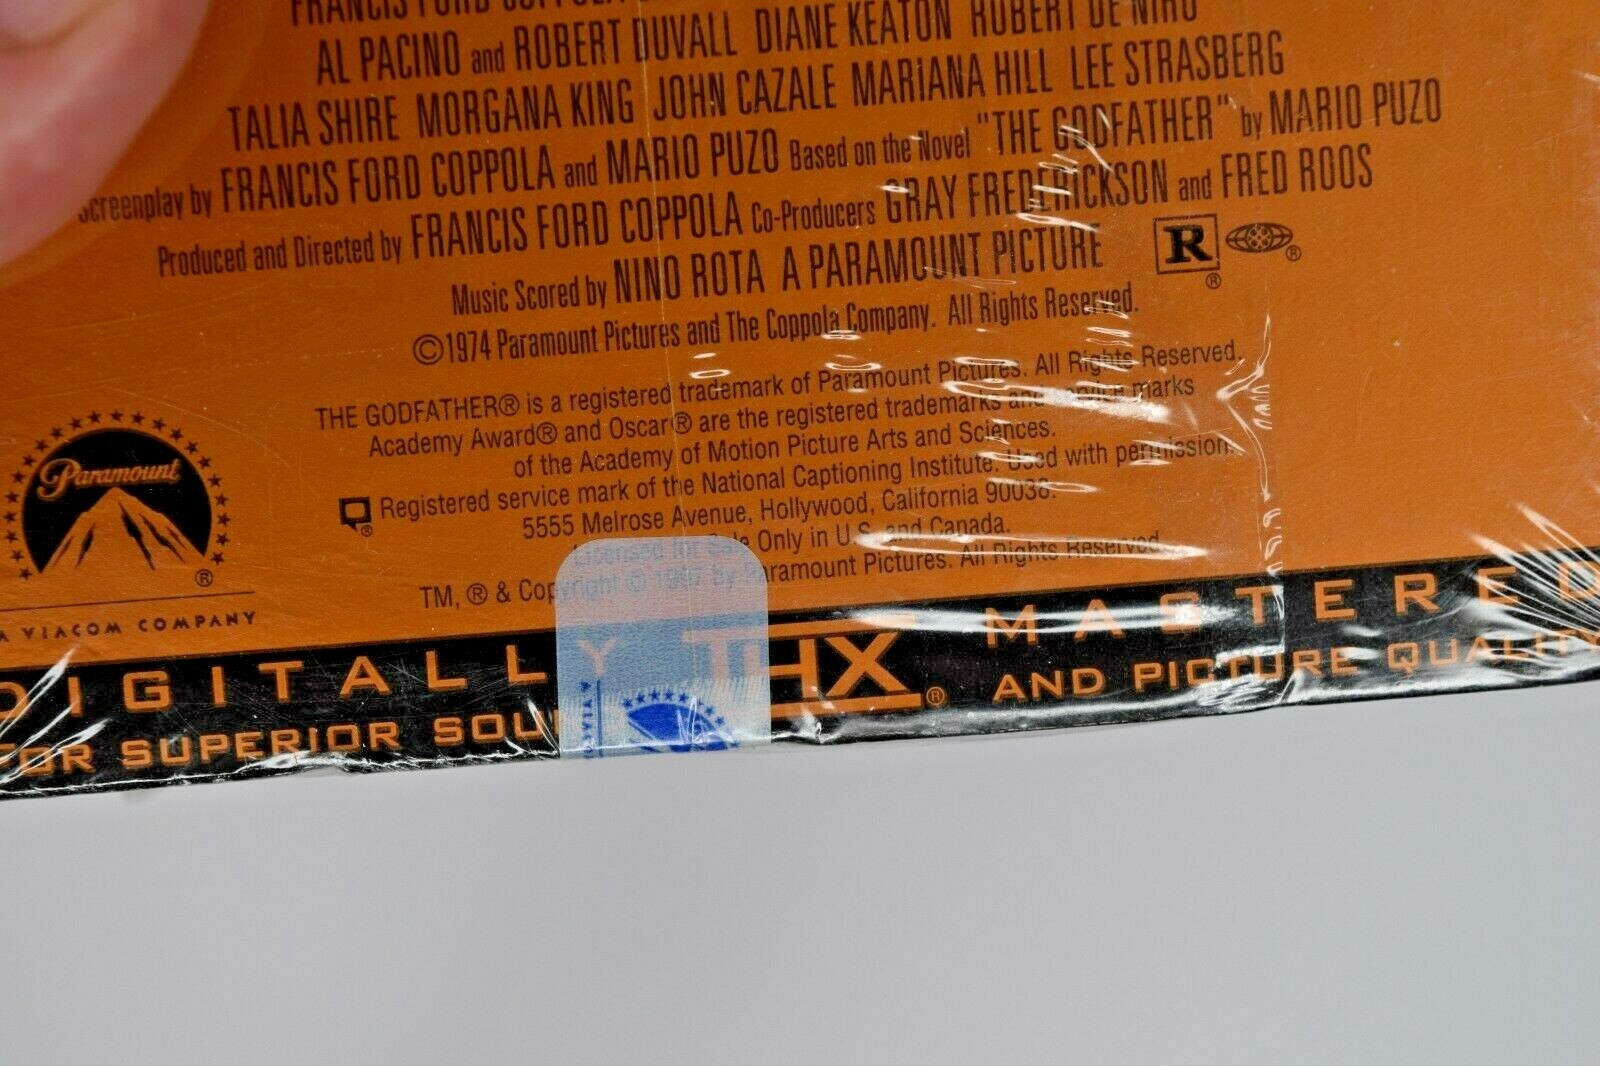 FRANCIS FORD COPPOLA
AL PACINO and ROBERT DUVALL DIANE KEATON ROBERT DE NIRO
TALIA SHIRE MORGANA KING JOHN CAZALE MARIANA HILL LEE STRASBERG
Screenplay by FRANCIS FORD COPPOLA and MARIO PUZO Based on the Novel "THE GODFATHER" by MARIO PUZO
Produced and Directed by FRANCIS FORD COPPOLA Co-Producers GRAY FREDERICKSON and FRED ROOS
Music Scored by NINO ROTA A PARAMOUNT PICTURE R ® ®
©1974 Paramount Pictures and The Coppola Company. All Rights Reserved.
THE GODFATHER® is a registered trademark of Paramount Pictures. All Rights Reserved.
Academy Award® and Oscar® are the registered trademarks and service marks
of the Academy of Motion Picture Arts and Sciences.
® Registered service mark of the National Captioning Institute. Used with permission.
5555 Melrose Avenue, Hollywood, California 90038.
Licensed for Sale Only in U.S. and Canada.
TM, ® & Copyright © 1997 by Paramount Pictures. All Rights Reserved.
Paramount ®
A VIACOM COMPANY
DIGITALLY THX ® MASTERED
FOR SUPERIOR SOU AND PICTURE QUALITY